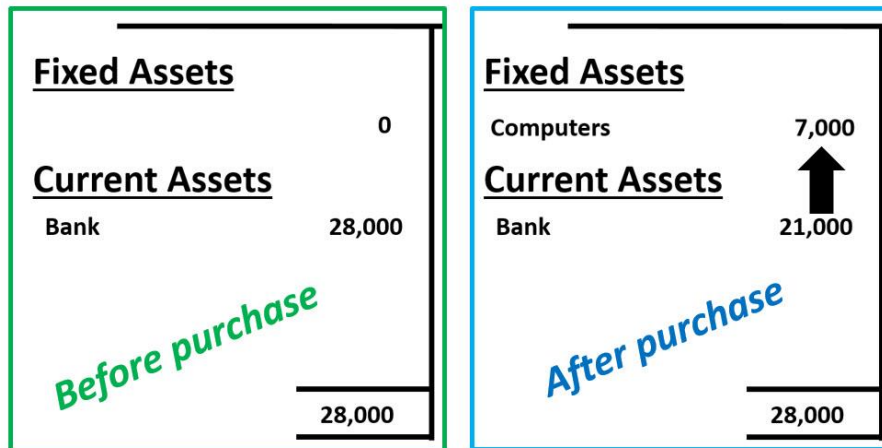 Fixed Assets
0
Current Assets
Bank 28,000
Before purchase
28,000
Fixed Assets
Computers 7,000
Current Assets
Bank 21,000
After purchase
28,000